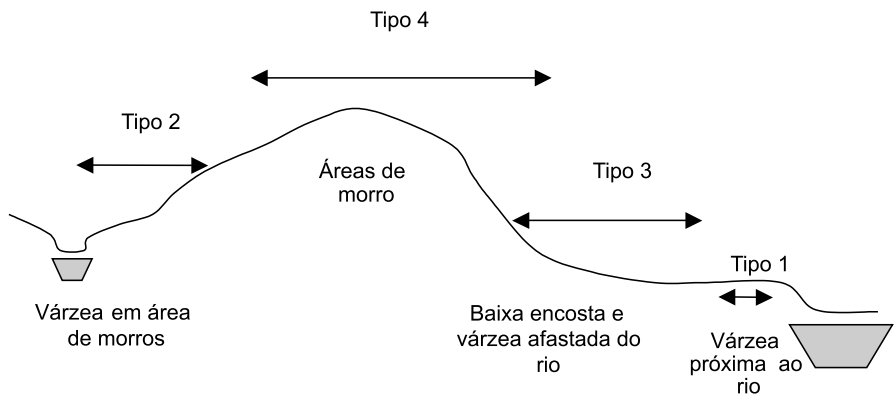 Tipo 4
Tipo 2
Áreas de
morro
Tipo 3
Tipo 1
Várzea em área
de morros
Baixa encosta e
várzea afastada do
rio
Várzea
próxima ao
rio